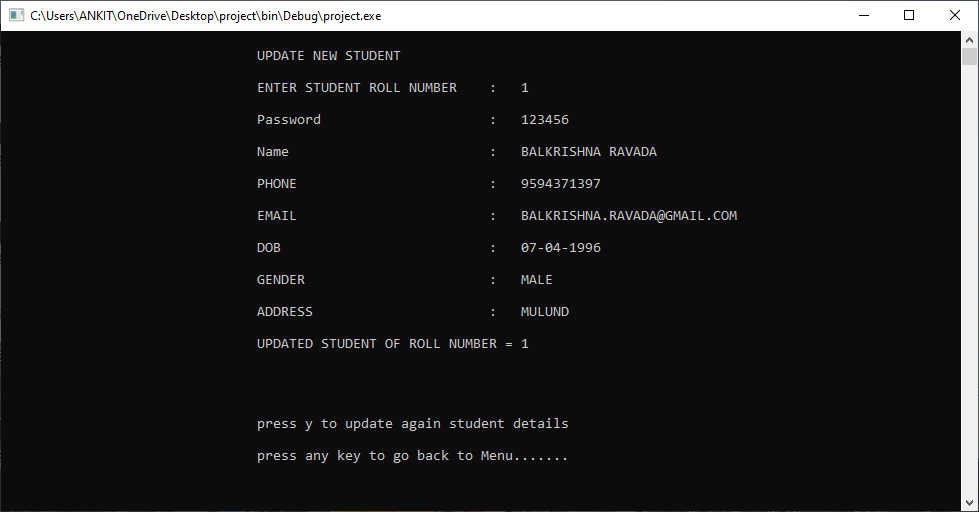 C:\Users\ANKIT\OneDrive\Desktop\project\bin\Debug\project.exe
UPDATE NEW STUDENT
ENTER STUDENT ROLL NUMBER : 1
Password : 123456
Name : BALKRISHNA RAVADA
PHONE : 9594371397
EMAIL : BALKRISHNA.RAVADA@GMAIL.COM
DOB : 07-04-1996
GENDER : MALE
ADDRESS : MULUND
UPDATED STUDENT OF ROLL NUMBER = 1
press y to update again student details
press any key to go back to Menu.......